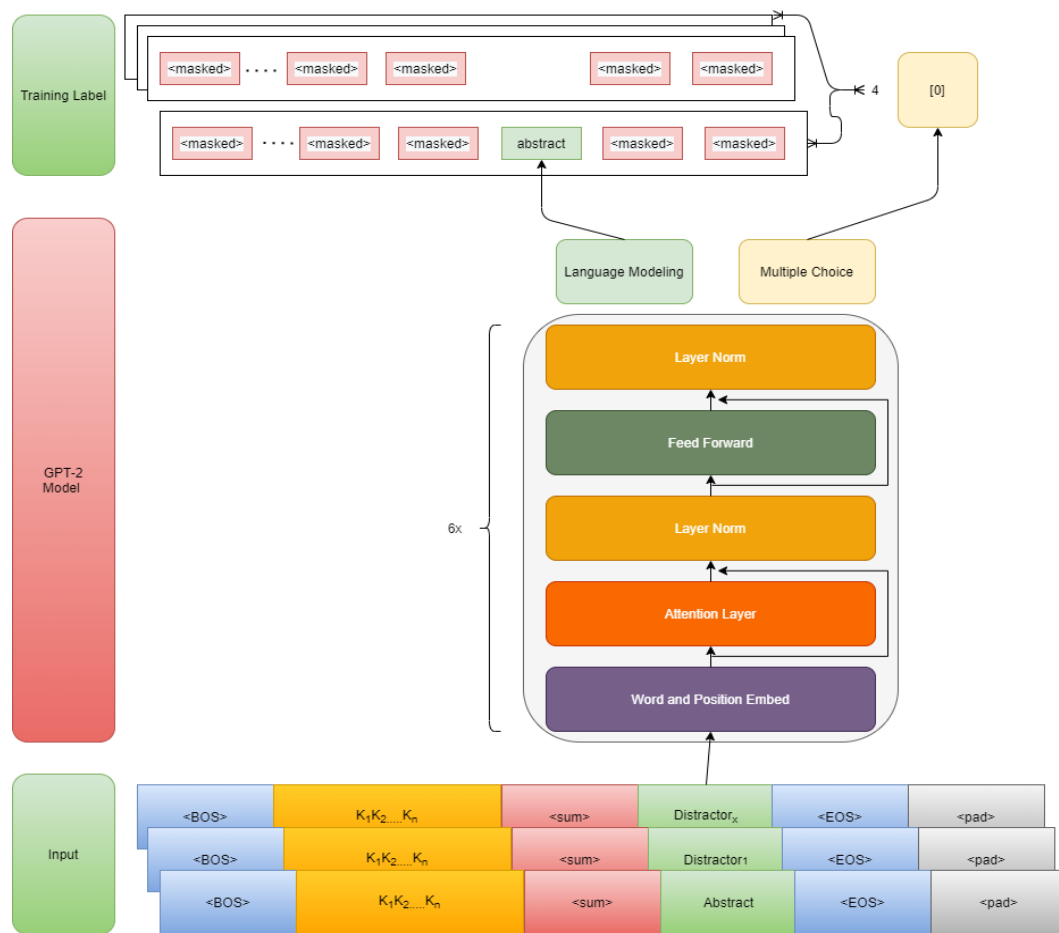 Training Label
<masked> .... <masked> <masked> <masked> <masked>
<masked> .... <masked> <masked> abstract <masked> <masked>
4
[0]
Language Modeling
Multiple Choice
GPT-2
Model
6x
Layer Norm
Feed Forward
Layer Norm
Attention Layer
Word and Position Embed
Input
<BOS> K₁K₂.....Kₙ <sum> Distractorₓ <EOS> <pad>
<BOS> K₁K₂.....Kₙ <sum> Distractor₁ <EOS> <pad>
<BOS> K₁K₂.....Kₙ <sum> Abstract <EOS> <pad>